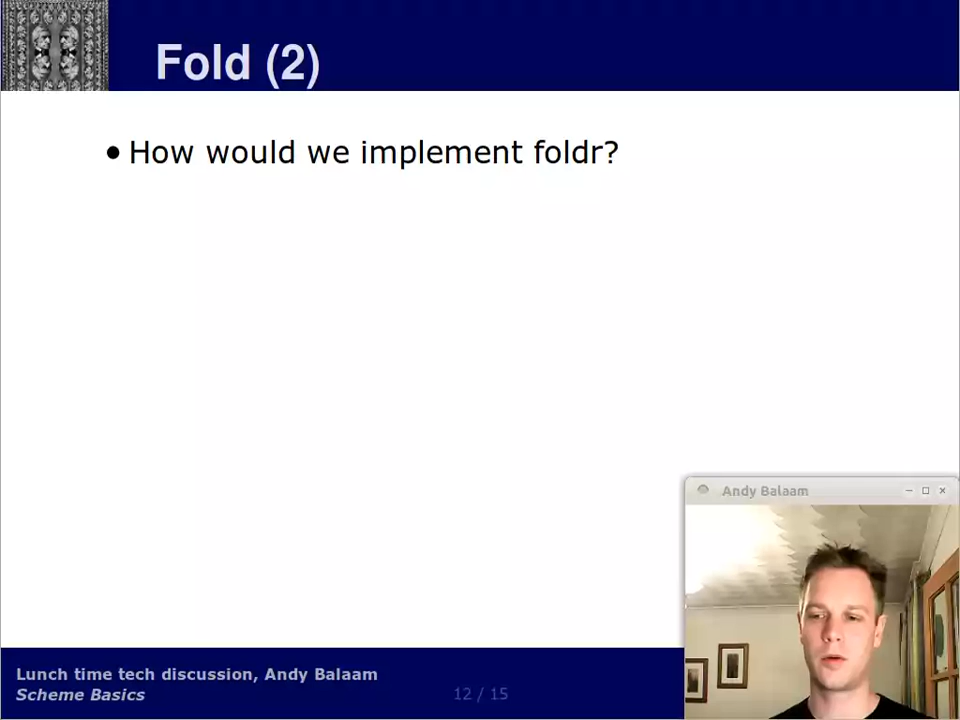 Fold (2)
• How would we implement foldr?
Andy Balaam
Lunch time tech discussion, Andy Balaam
Scheme Basics
12 / 15